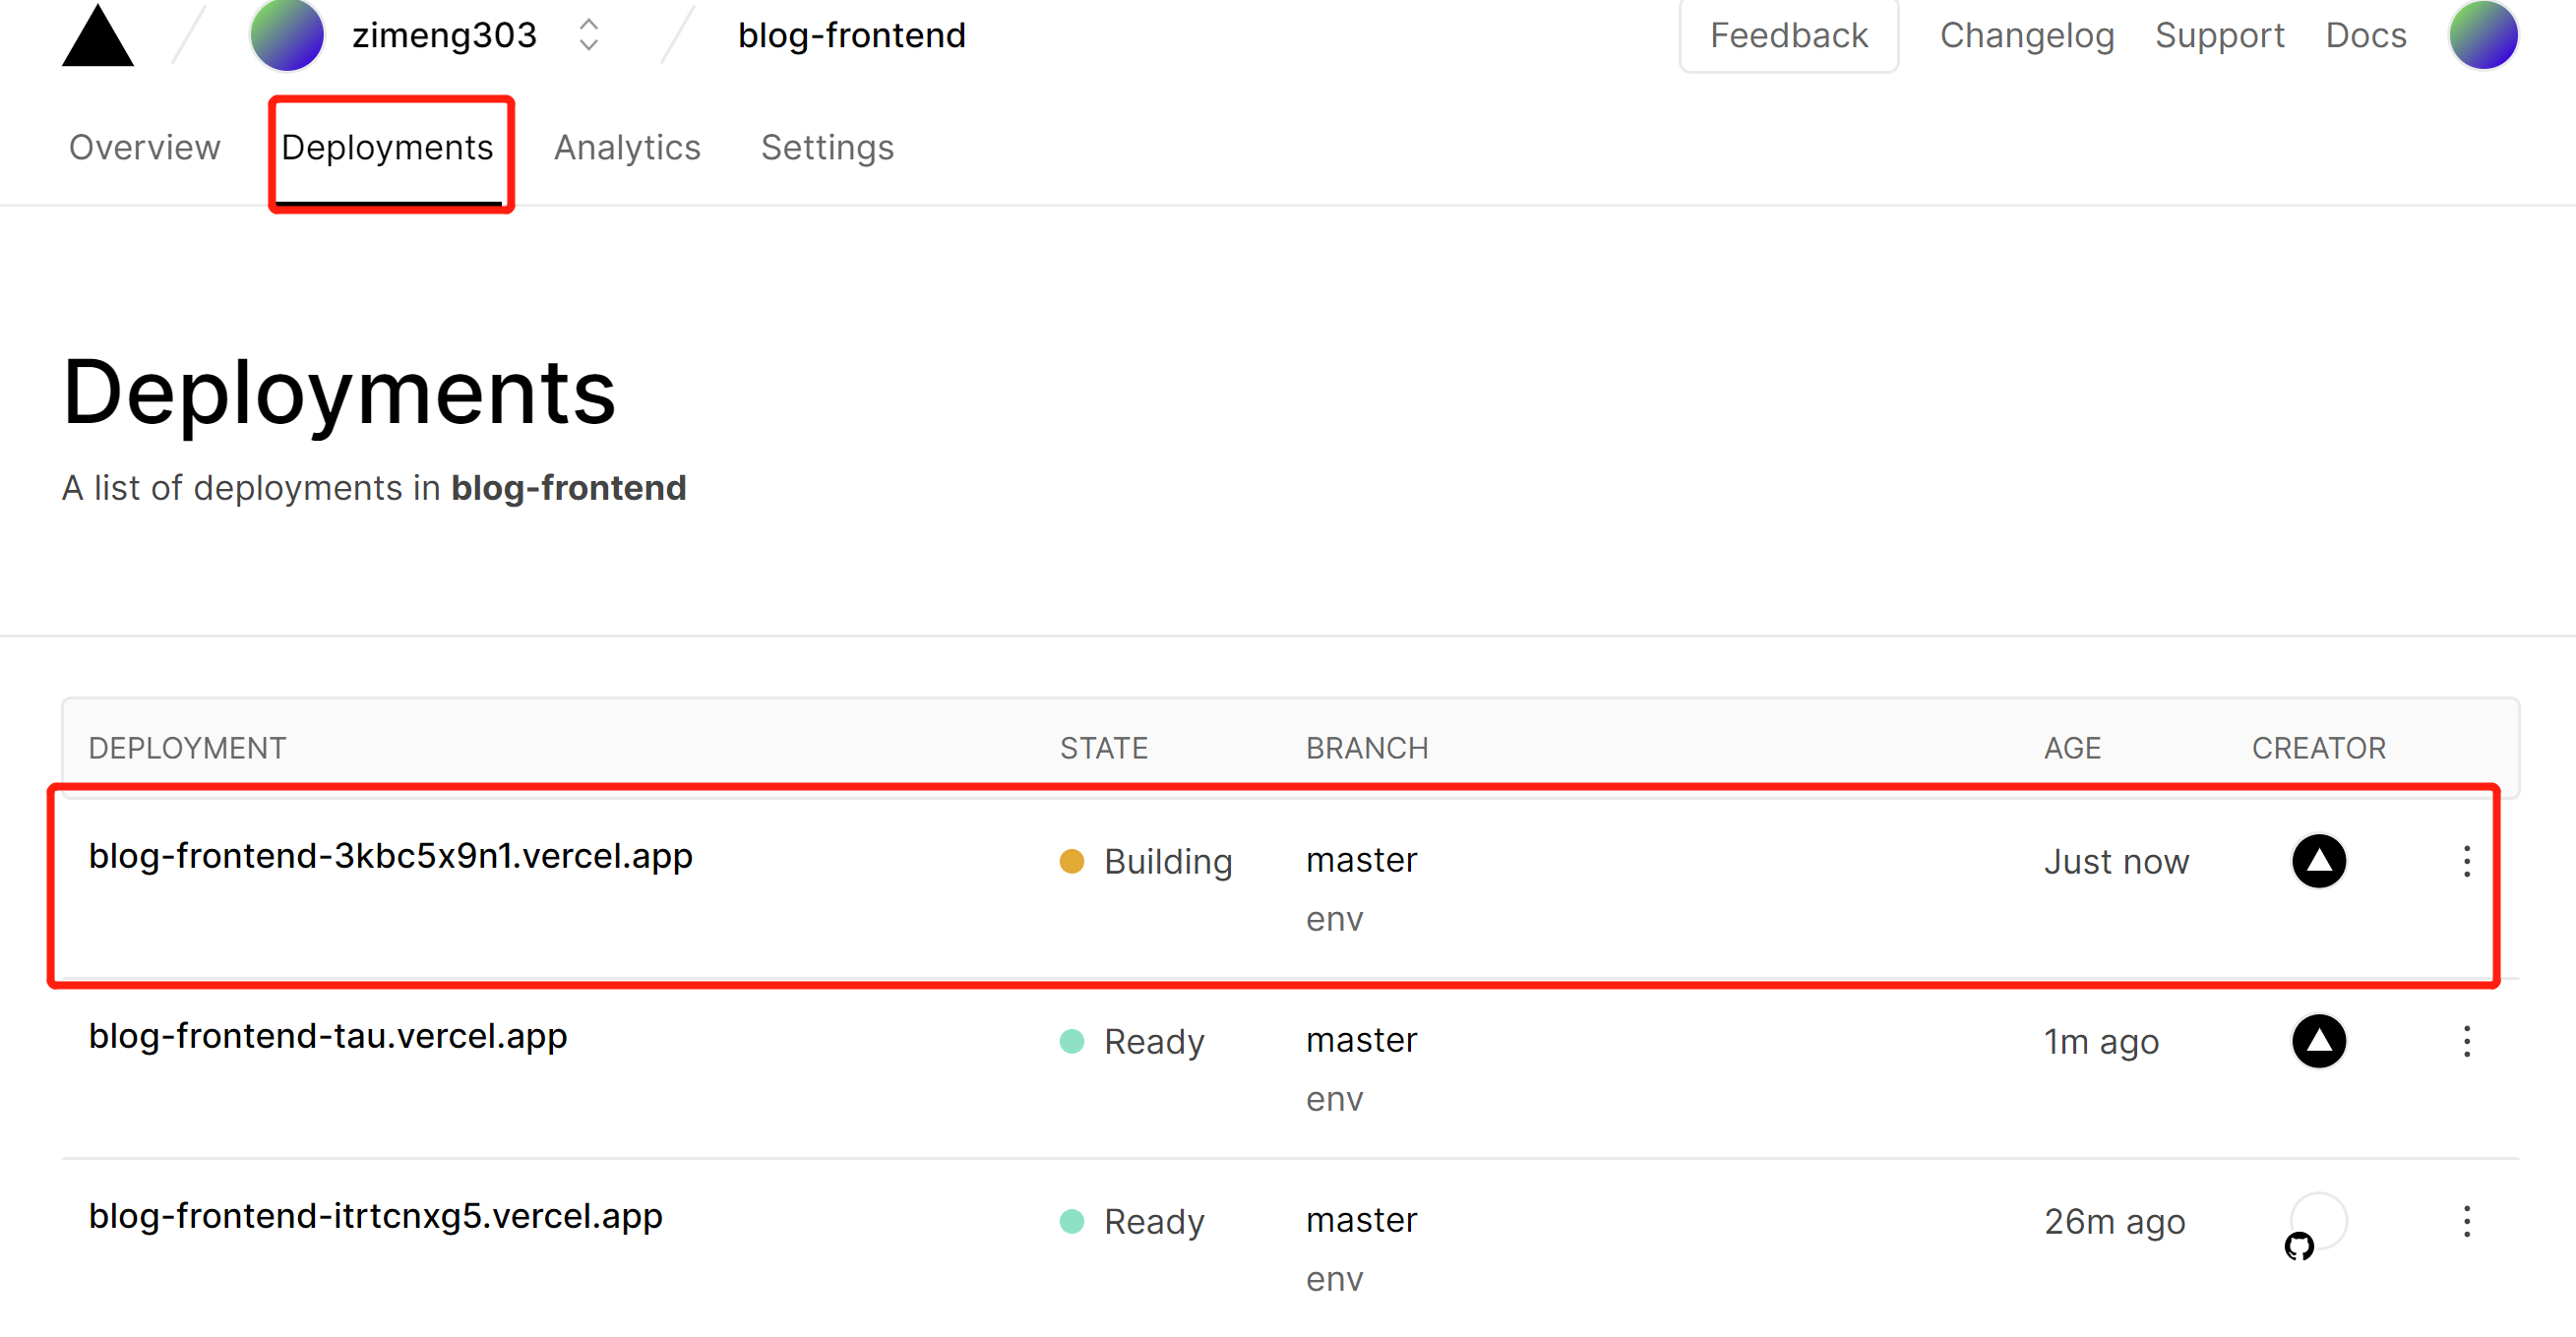 zimeng303 blog-frontend Feedback Changelog Support Docs
Overview Deployments Analytics Settings
Deployments
A list of deployments in blog-frontend
DEPLOYMENT STATE BRANCH AGE CREATOR
blog-frontend-3kbc5x9n1.vercel.app Building master Just now
env
blog-frontend-tau.vercel.app Ready master 1m ago
env
blog-frontend-itrtcnxg5.vercel.app Ready master 26m ago
env